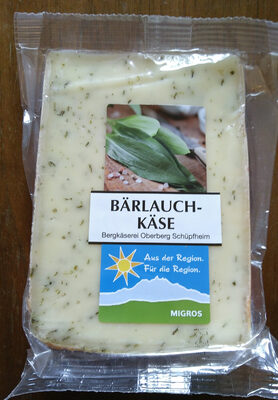 BÄRLAUCH-
KÄSE
Bergkäserei Oberberg Schüpfheim
Aus der Region.
Für die Region.
MIGROS